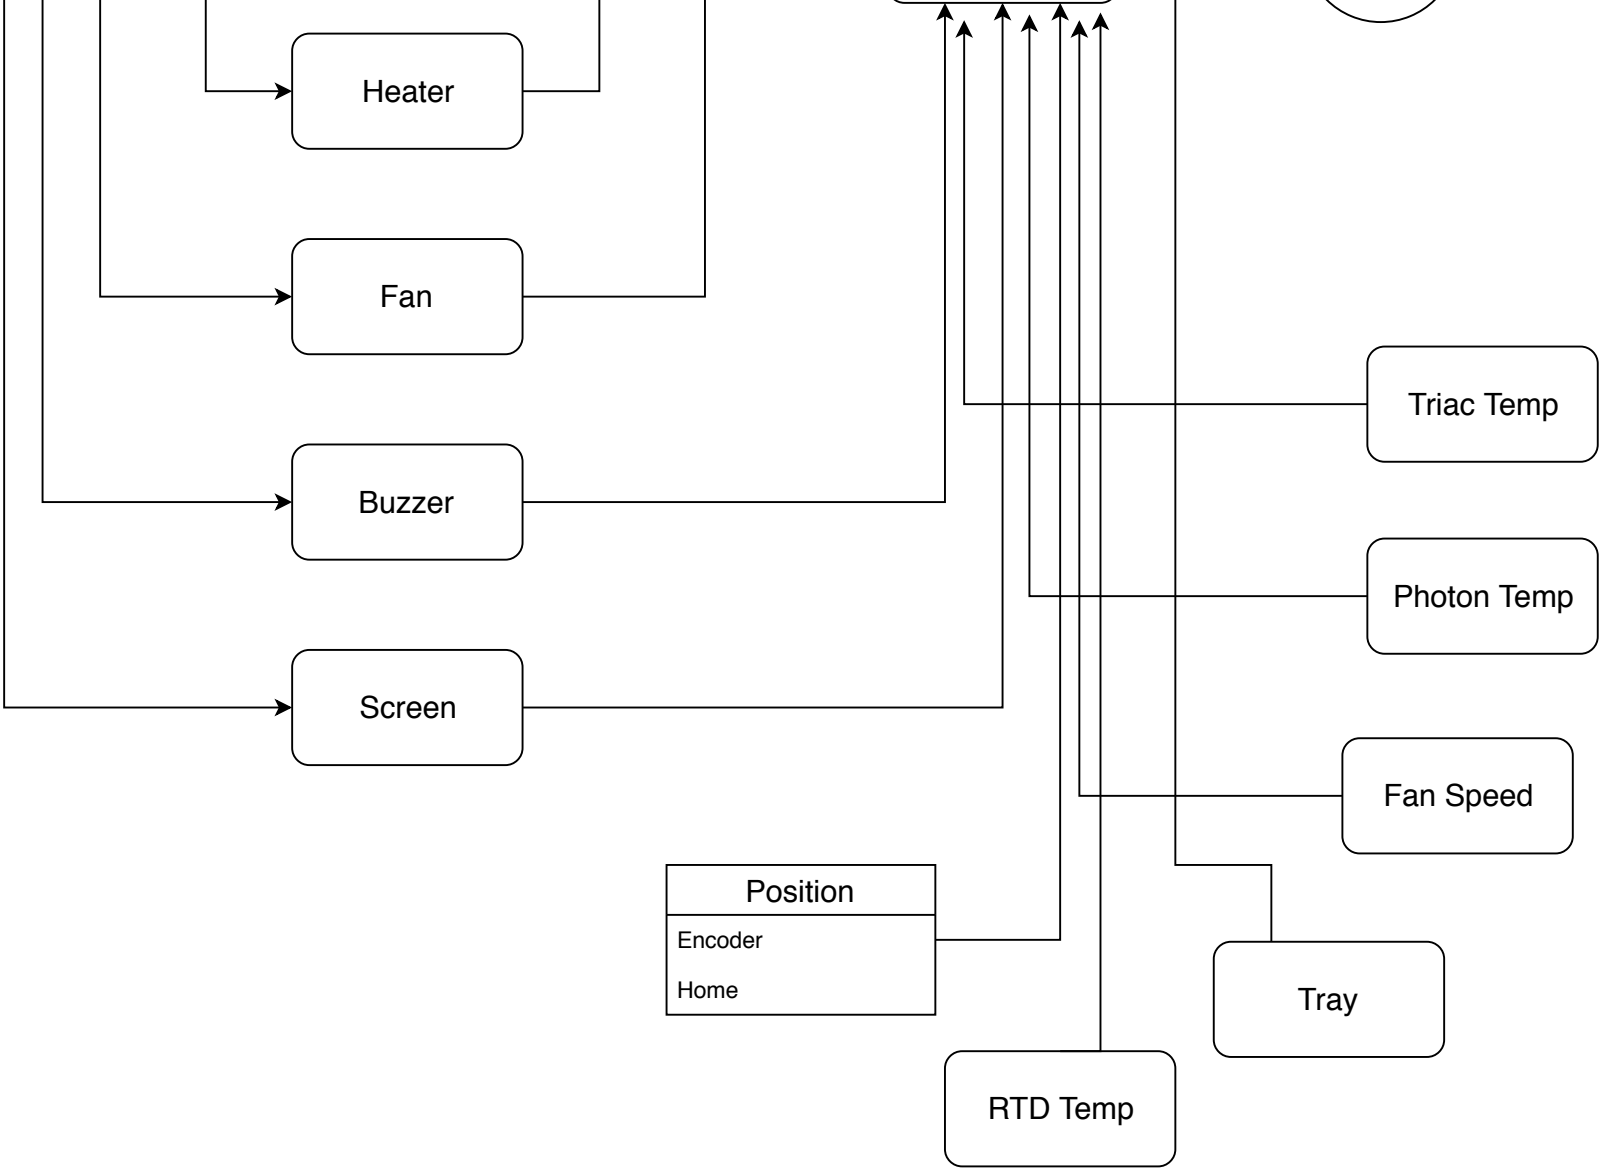 Heater
Fan
Triac Temp
Buzzer
Photon Temp
Screen
Fan Speed
Position
Encoder
Home
Tray
RTD Temp